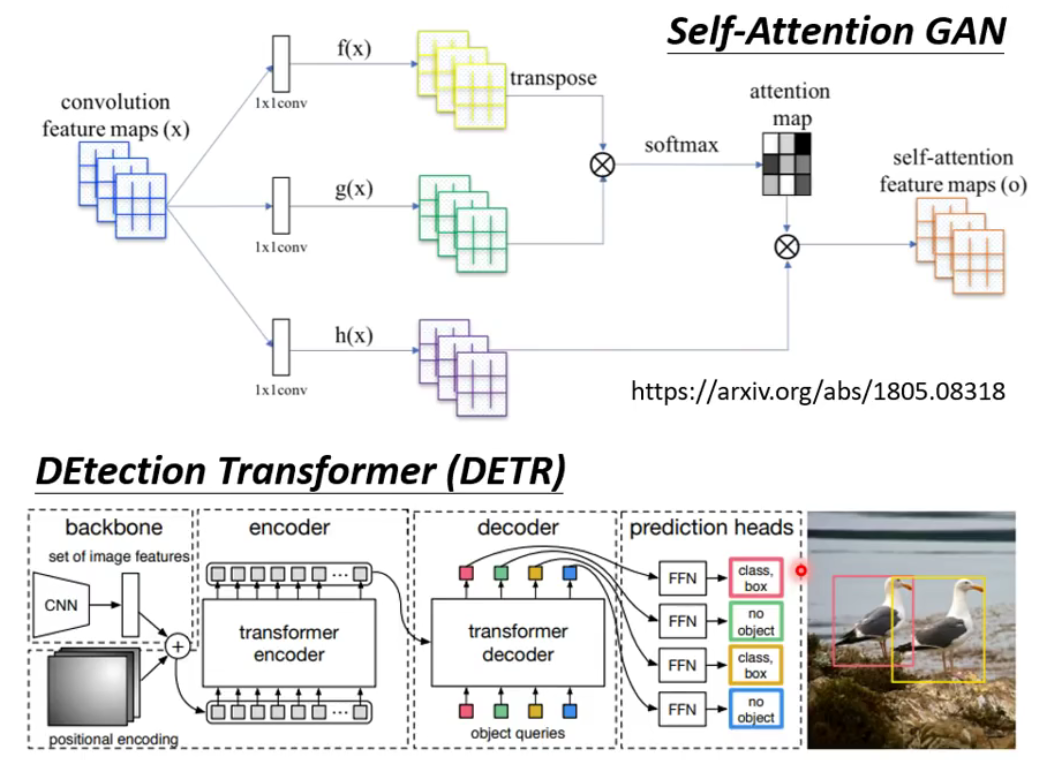 Self-Attention GAN
convolution
feature maps (x)
1x1conv
f(x)
transpose
1x1conv
g(x)
1x1conv
h(x)
softmax
attention
map
self-attention
feature maps (o)
https://arxiv.org/abs/1805.08318
DEtection Transformer (DETR)
backbone
set of image features
CNN
+
positional encoding
encoder
...
transformer
encoder
...
decoder
transformer
decoder
object queries
prediction heads
FFN
class,
box
FFN
no
object
FFN
class,
box
FFN
no
object